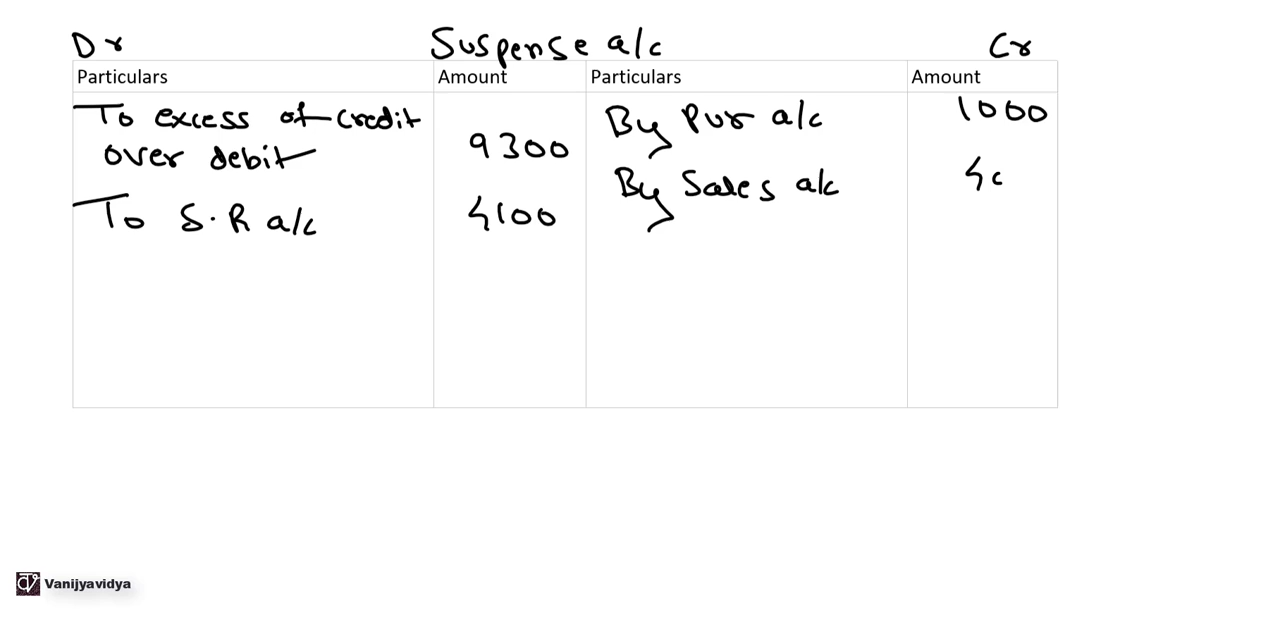 Dr Suspense a/c Cr
Particulars Amount Particulars Amount
To excess of credit
over debit 9300 By Pur a/c 1000
To S.R a/c 4100 By Sales a/c
Vanijyavidya